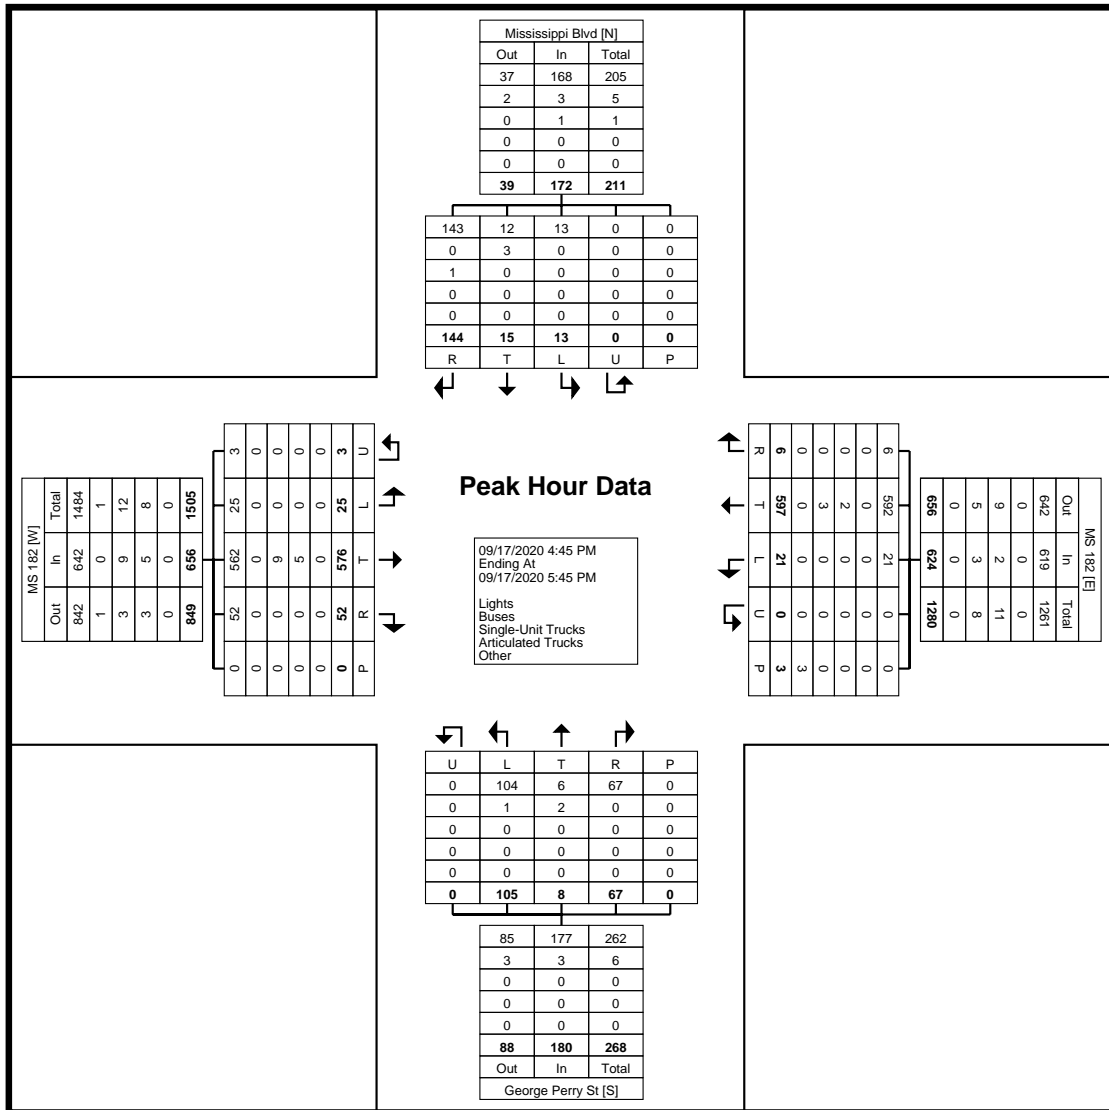 Mississippi Blvd [N]
Out In Total
37 168 205
2 3 5
0 1 1
0 0 0
0 0 0
39 172 211
143 12 13 0 0
0 3 0 0 0
1 0 0 0 0
0 0 0 0 0
0 0 0 0 0
144 15 13 0 0
R T L U P
MS 182 [W]
Out In Total
842 642 1484
1 0 1
3 9 12
3 5 8
0 0 0
849 656 1505
3 25 562 52 0
0 0 0 0 0
0 0 9 0 0
0 0 5 0 0
0 0 0 0 0
3 25 576 52 0
U L T R P
Peak Hour Data
09/17/2020 4:45 PM
Ending At
09/17/2020 5:45 PM
Lights
Buses
Single-Unit Trucks
Articulated Trucks
Other
R T L U P
6 597 21 0 3
0 0 0 0 3
0 3 0 0 0
0 2 0 0 0
0 0 0 0 0
6 592 21 0 0
MS 182 [E]
Out In Total
642 619 1261
0 0 0
9 2 11
5 3 8
0 0 0
656 624 1280
U L T R P
0 104 6 67 0
0 1 2 0 0
0 0 0 0 0
0 0 0 0 0
0 0 0 0 0
0 105 8 67 0
85 177 262
3 3 6
0 0 0
0 0 0
0 0 0
88 180 268
Out In Total
George Perry St [S]